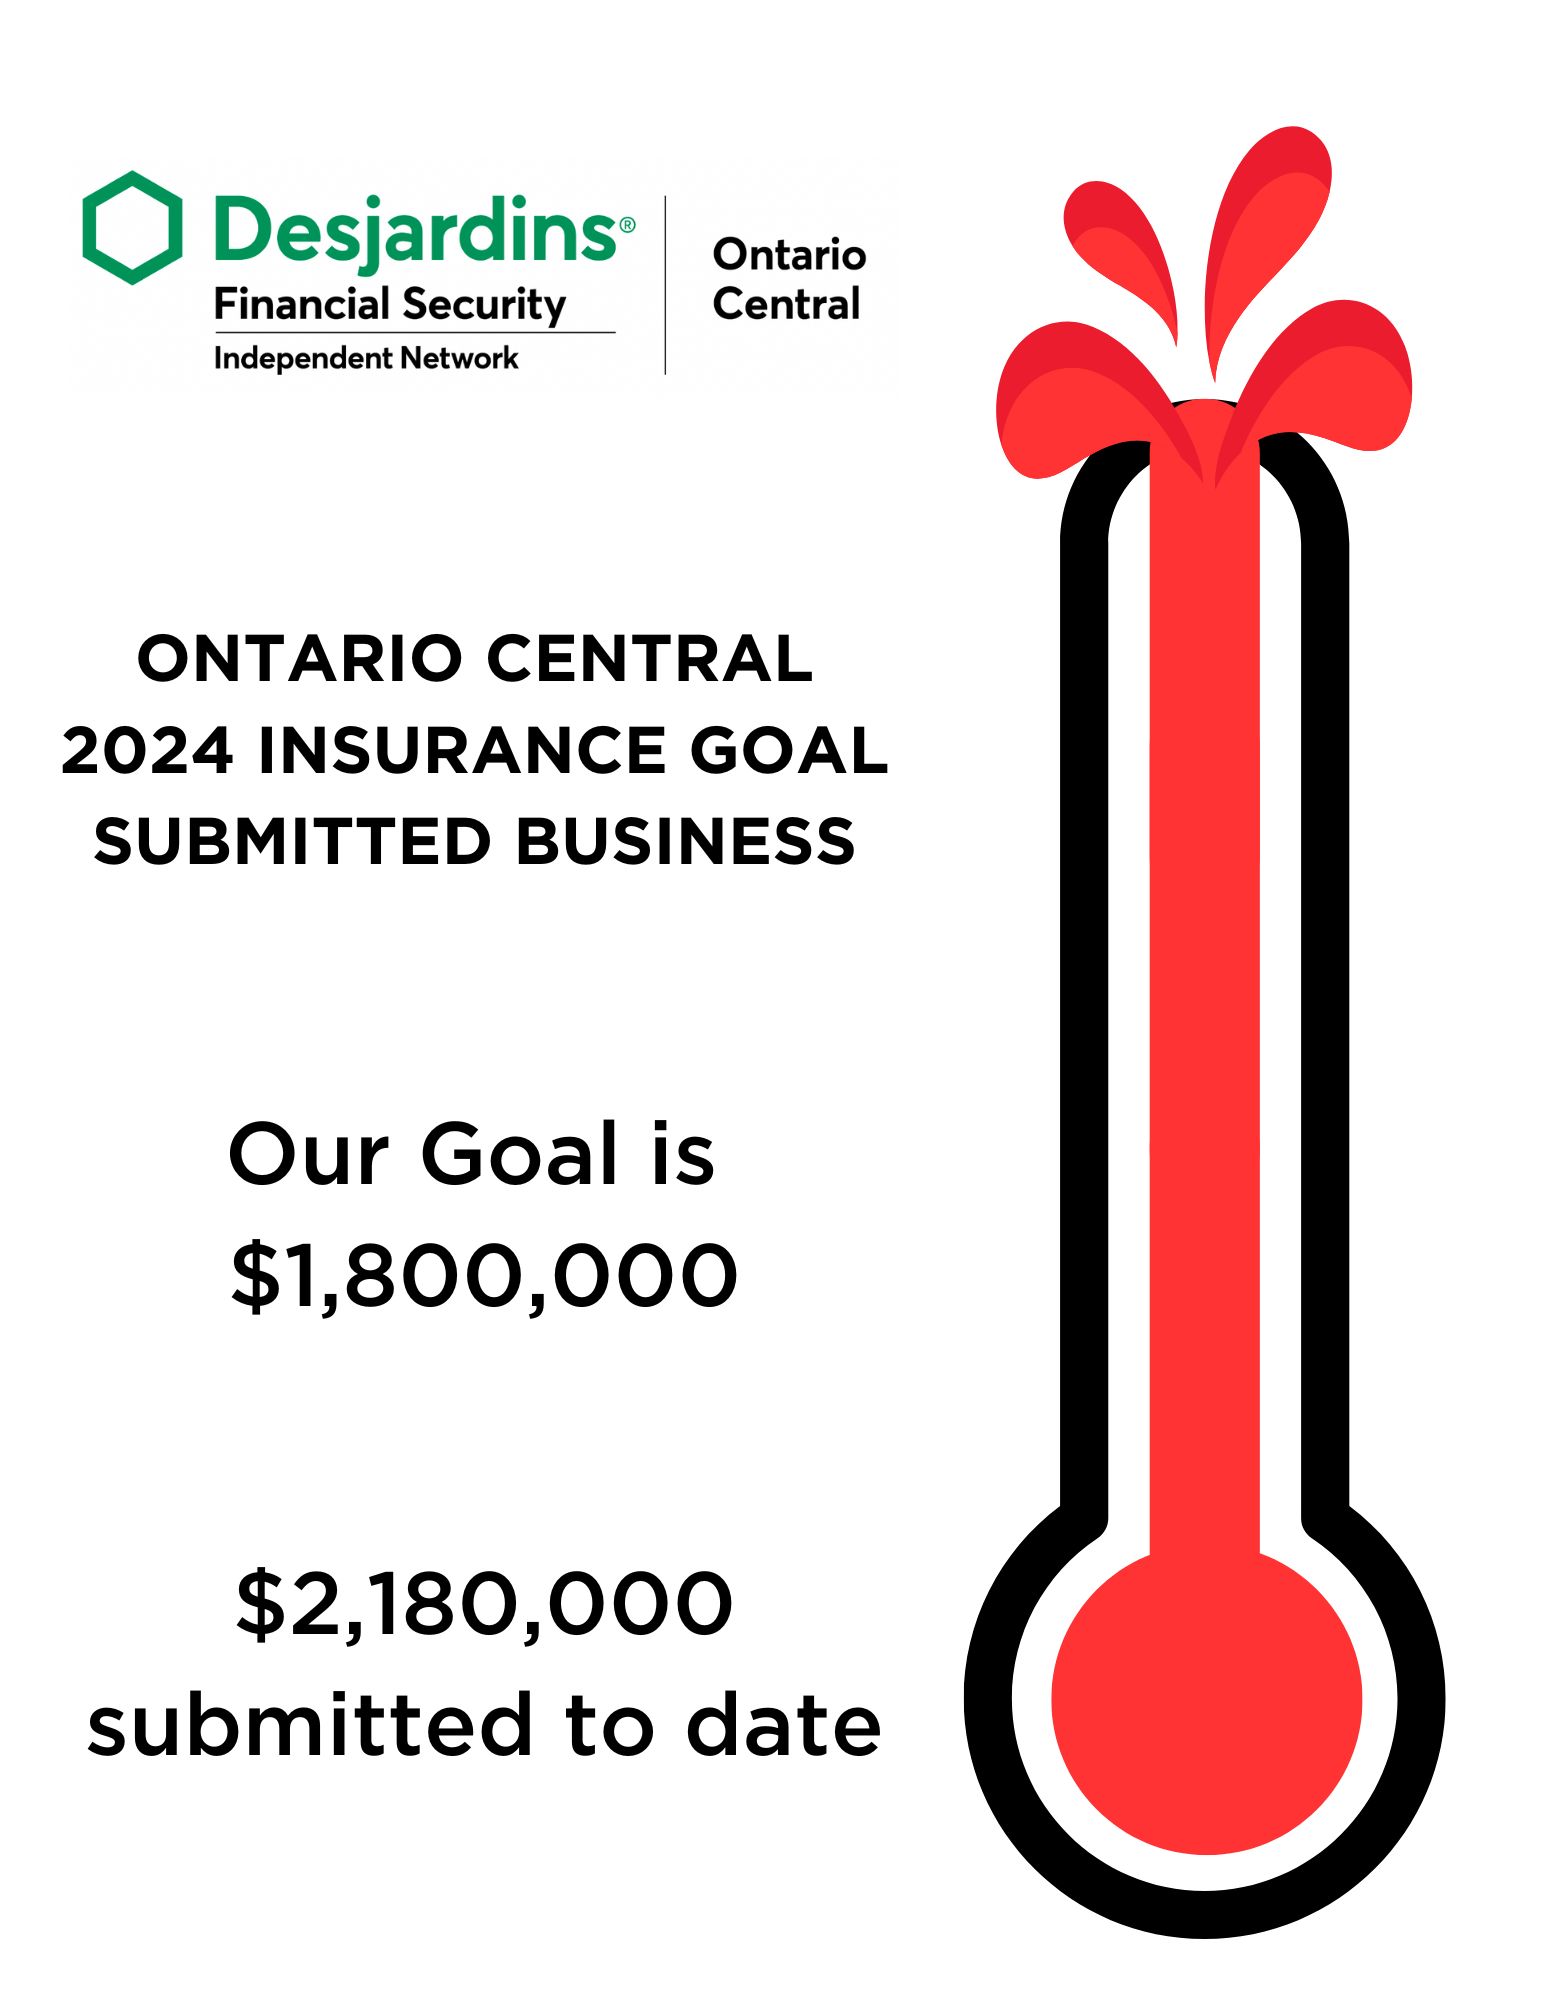 Desjardins®
Financial Security
Independent Network
Ontario
Central
ONTARIO CENTRAL
2024 INSURANCE GOAL
SUBMITTED BUSINESS
Our Goal is
$1,800,000
$2,180,000
submitted to date